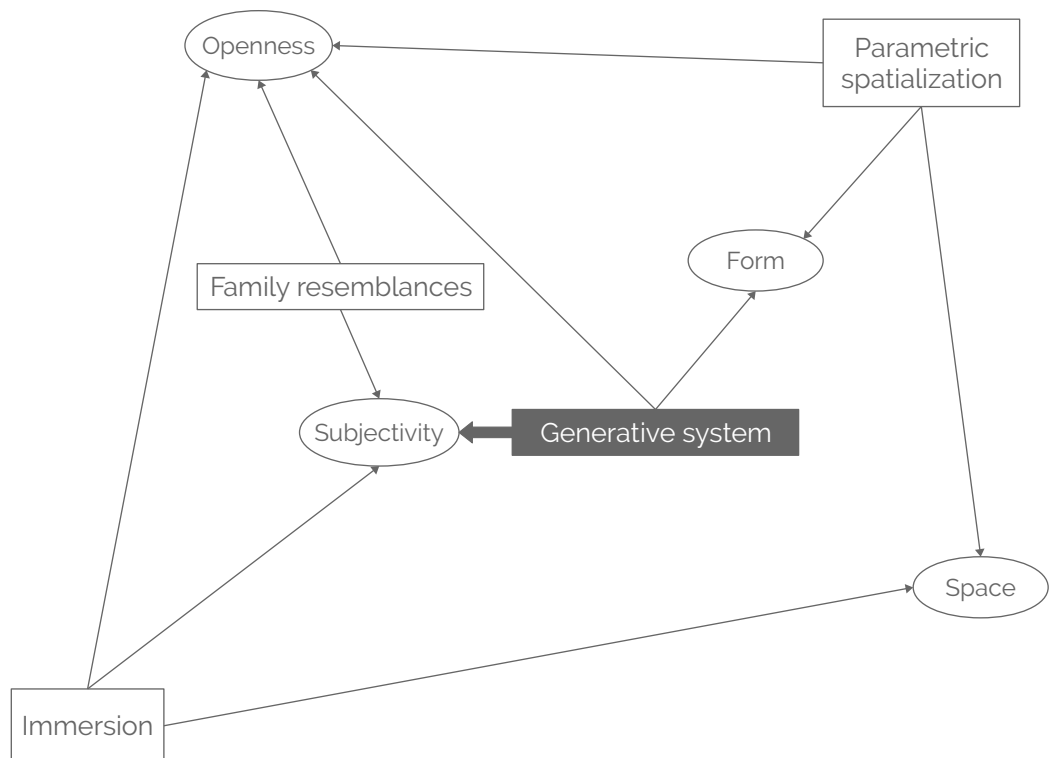 Openness
Parametric
spatialization
Form
Family resemblances
Subjectivity
Generative system
Space
Immersion